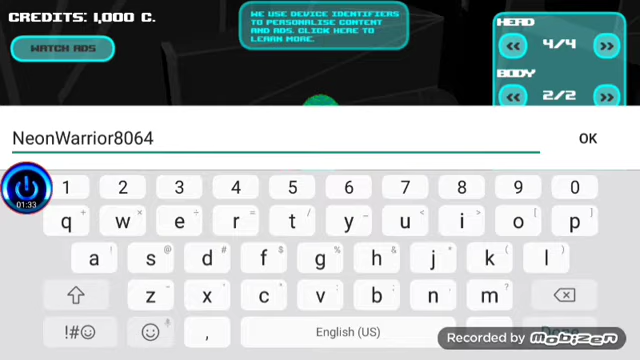 CREDITS: 1,000 C.
WATCH ADS
WE USE DEVICE IDENTIFIERS
TO PERSONALISE CONTENT
AND ADS. CLICK HERE TO
LEARN MORE.
HEAD
<< 4/4 >>
BODY
<< 2/2 >>
NeonWarrior8064
OK
01:33
1 2 3 4 5 6 7 8 9 0
q + w × e ÷ r = t / y _ u < i > o [ p ]
a ! s @ d # f $ g % h & j * k ( l )
z - x ' c " v : b ; n , m ?
!#☺ , English (US)
Recorded by mobizen